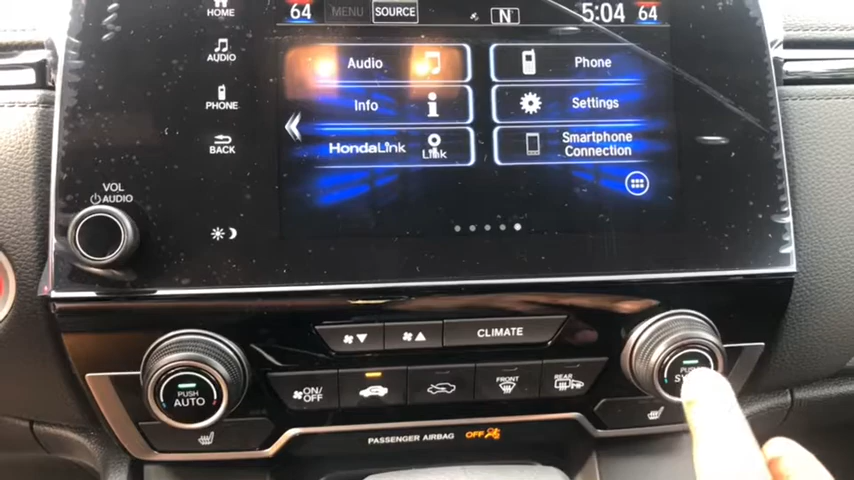 HOME
64
MENU
SOURCE
N
5:04
64
AUDIO
Audio
Phone
PHONE
Info
Settings
BACK
HondaLink
Link
Smartphone
Connection
VOL
AUDIO
CLIMATE
PUSH
AUTO
ON/
OFF
FRONT
REAR
PASSENGER AIRBAG
OFF